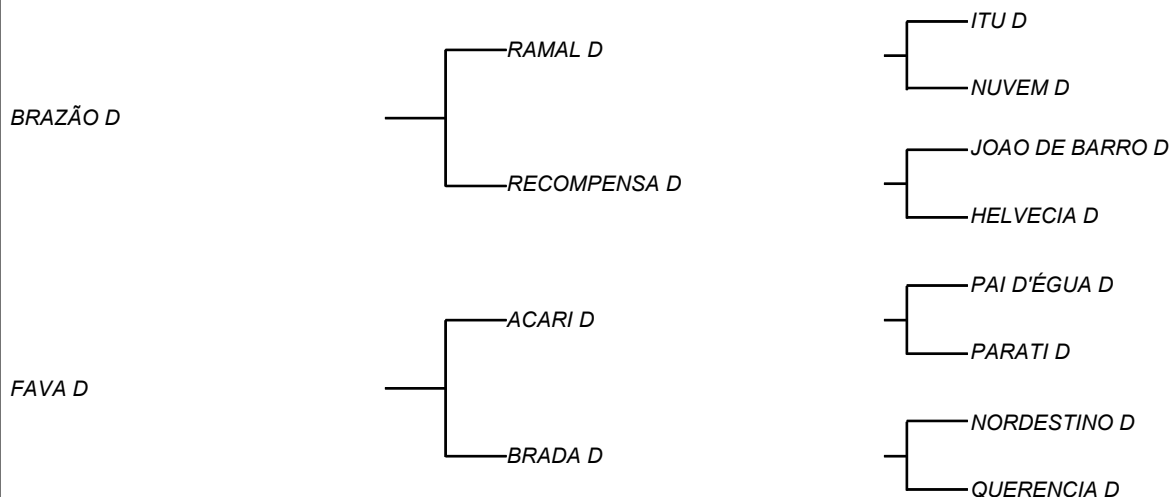 ITU D
RAMAL D
NUVEM D
BRAZÃO D
JOAO DE BARRO D
RECOMPENSA D
HELVECIA D
PAI D'ÉGUA D
ACARI D
PARATI D
FAVA D
NORDESTINO D
BRADA D
QUERENCIA D